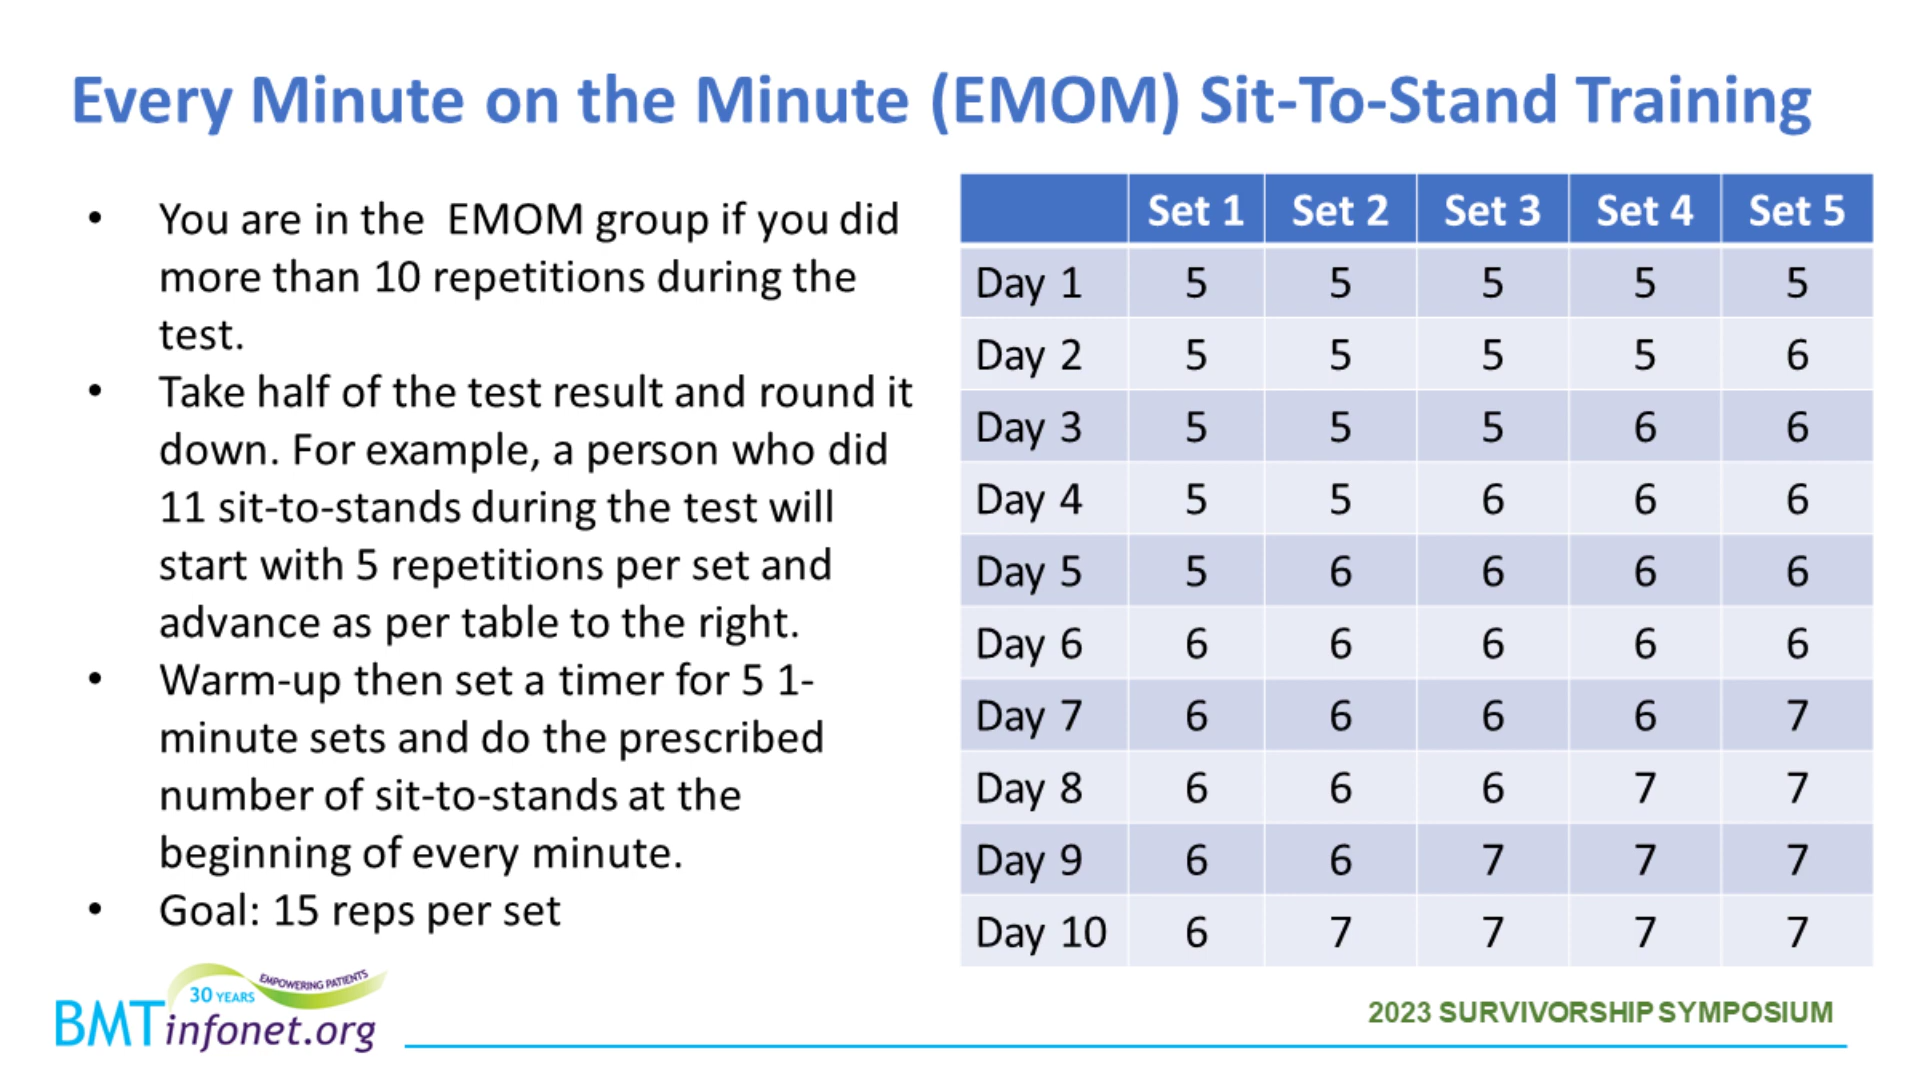 Every Minute on the Minute (EMOM) Sit-To-Stand Training
• You are in the EMOM group if you did
more than 10 repetitions during the
test.
• Take half of the test result and round it
down. For example, a person who did
11 sit-to-stands during the test will
start with 5 repetitions per set and
advance as per table to the right.
• Warm-up then set a timer for 5 1-
minute sets and do the prescribed
number of sit-to-stands at the
beginning of every minute.
• Goal: 15 reps per set
Set 1 Set 2 Set 3 Set 4 Set 5
Day 1 5 5 5 5 5
Day 2 5 5 5 5 6
Day 3 5 5 5 6 6
Day 4 5 5 6 6 6
Day 5 5 6 6 6 6
Day 6 6 6 6 6 6
Day 7 6 6 6 6 7
Day 8 6 6 6 7 7
Day 9 6 6 7 7 7
Day 10 6 7 7 7 7
EMPOWERING PATIENTS
30 YEARS
BMTinfonet.org
2023 SURVIVORSHIP SYMPOSIUM